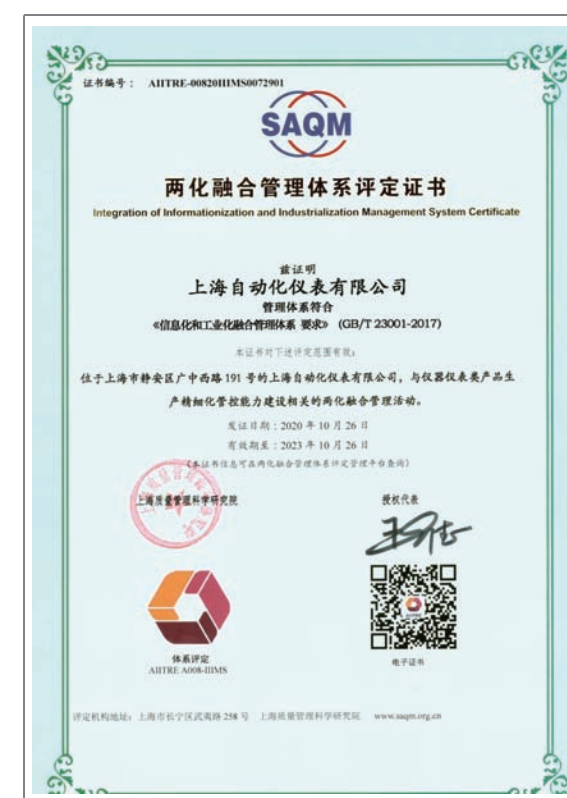 证书编号： AIITRE-00820IIIMS0072901
SAQM
两化融合管理体系评定证书
Integration of Informationization and Industrialization Management System Certificate
兹证明
上海自动化仪表有限公司
管理体系符合
《信息化和工业化融合管理体系 要求》 (GB/T 23001-2017)
本证书对下述评定范围有效：
位于上海市静安区广中西路 191 号的上海自动化仪表有限公司，与仪器仪表类产品生
产精细化管控能力建设相关的两化融合管理活动。
发证日期：2020 年 10 月 26 日
有效期至：2023 年 10 月 26 日
（本证书信息可在两化融合管理体系评定管理平台查询）
上海质量管理科学研究院 授权代表
体系评定
AIITRE A008-IIIMS
电子证书
评定机构地址：上海市长宁区武夷路 258 号 上海质量管理科学研究院 www.saqm.org.cn